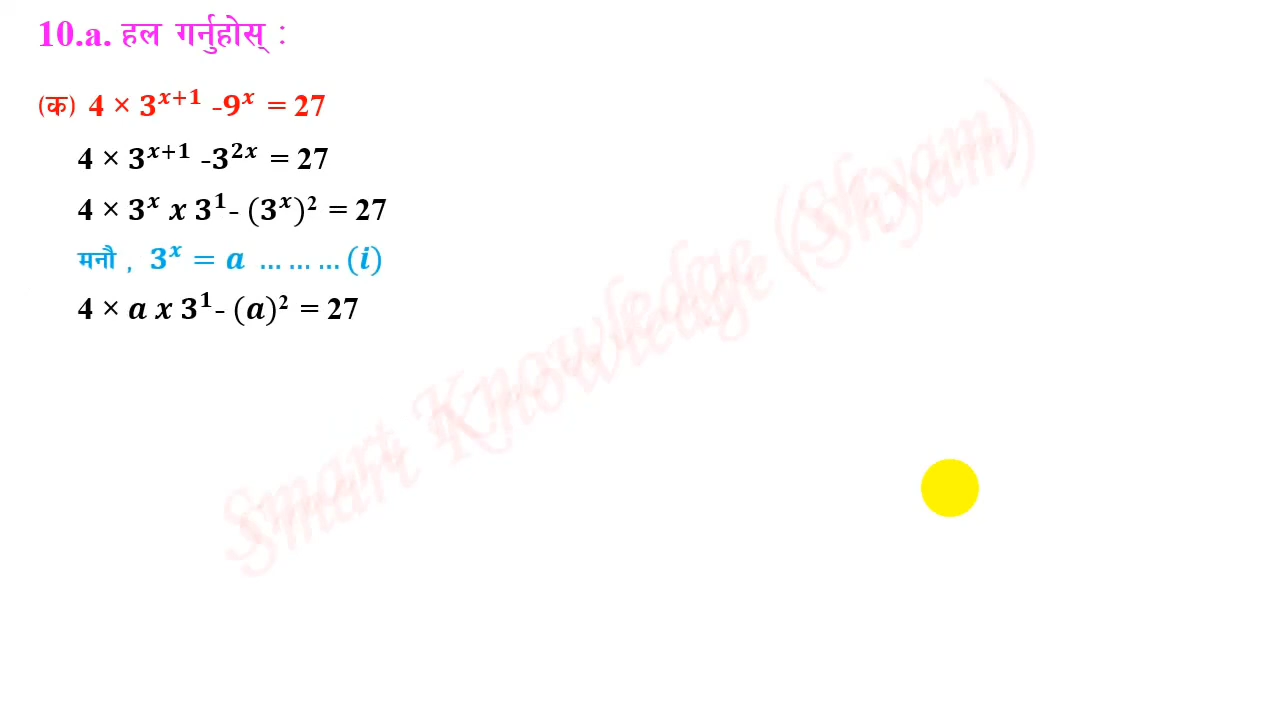 10.a. हल गर्नुहोस् :
(क) 4 × 3^{x+1} -9^x = 27
4 × 3^{x+1} -3^{2x} = 27
4 × 3^x x 3^1- (3^x)^2 = 27
मनौ , 3^x = a ... ... ... (i)
4 × a x 3^1- (a)^2 = 27
Smart Knowledge (Shyam)